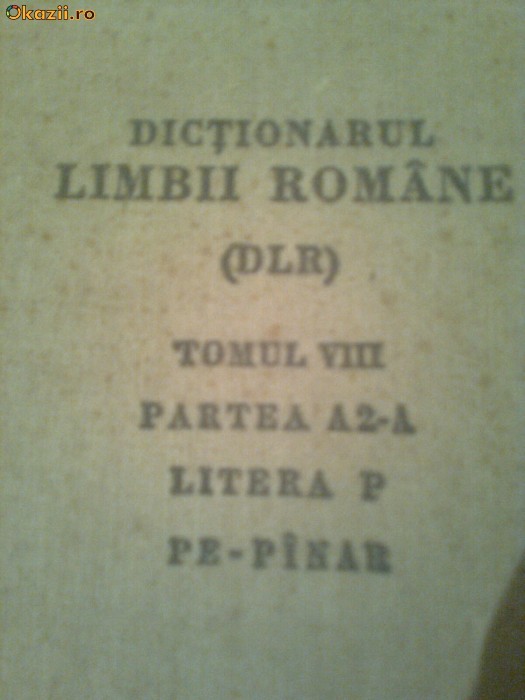 Okazii.ro
DICŢIONARUL
LIMBII ROMÂNE
(DLR)
TOMUL VIII
PARTEA A2-A
LITERA P
PE-PÎNAR